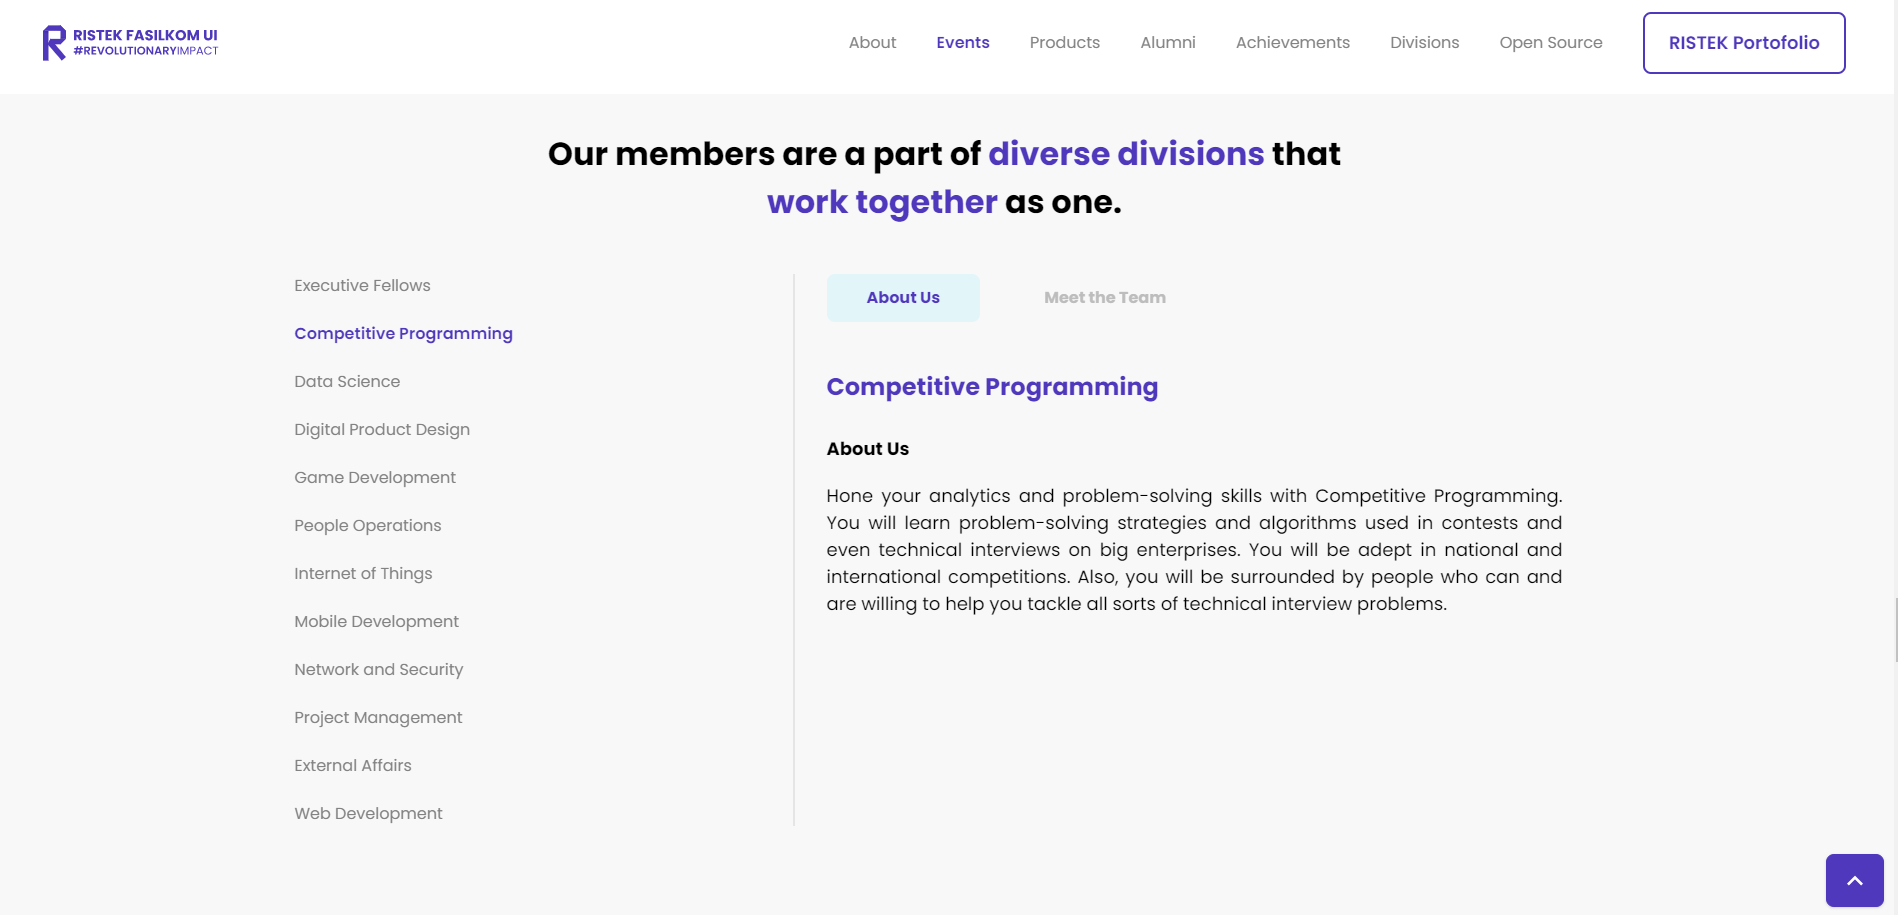 RISTEK FASILKOM UI
#REVOLUTIONARYIMPACT
About
Events
Products
Alumni
Achievements
Divisions
Open Source
RISTEK Portofolio
Our members are a part of diverse divisions that
work together as one.
Executive Fellows
Competitive Programming
Data Science
Digital Product Design
Game Development
People Operations
Internet of Things
Mobile Development
Network and Security
Project Management
External Affairs
Web Development
About Us
Meet the Team
Competitive Programming
About Us
Hone your analytics and problem-solving skills with Competitive Programming.
You will learn problem-solving strategies and algorithms used in contests and
even technical interviews on big enterprises. You will be adept in national and
international competitions. Also, you will be surrounded by people who can and
are willing to help you tackle all sorts of technical interview problems.